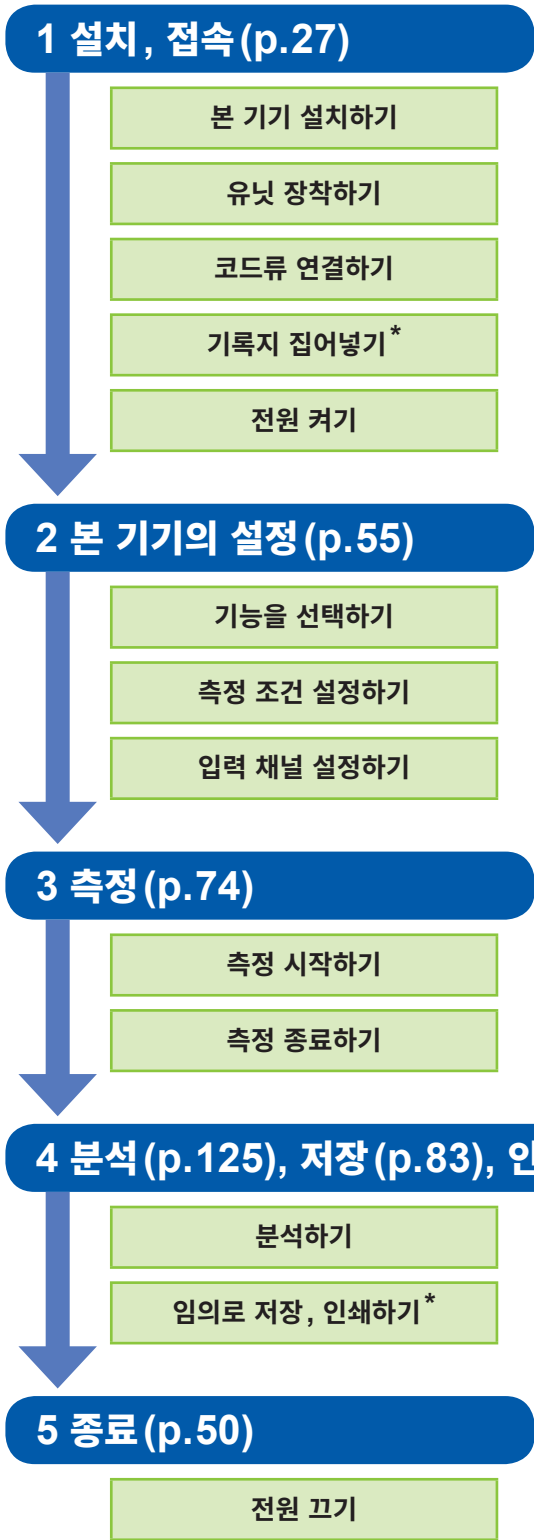 1 설치, 접속(p.27)
본 기기 설치하기
유닛 장착하기
코드류 연결하기
기록지 집어넣기*
전원 켜기
2 본 기기의 설정(p.55)
기능을 선택하기
측정 조건 설정하기
입력 채널 설정하기
3 측정(p.74)
측정 시작하기
측정 종료하기
4 분석(p.125), 저장(p.83),
분석하기
임의로 저장, 인쇄하기*
5 종료(p.50)
전원 끄기